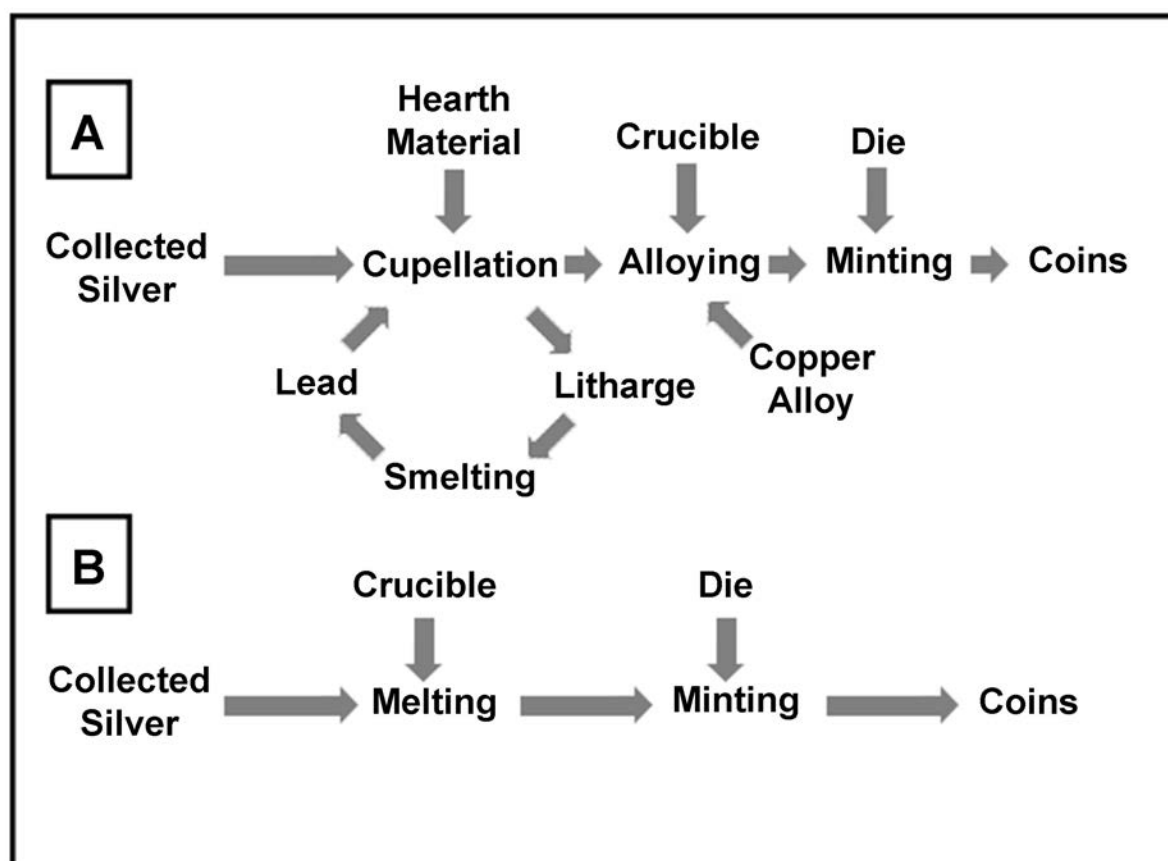 A
Hearth
Material
Crucible
Die
Collected
Silver
Cupellation
Alloying
Minting
Coins
Lead
Litharge
Copper
Alloy
Smelting
B
Crucible
Die
Collected
Silver
Melting
Minting
Coins